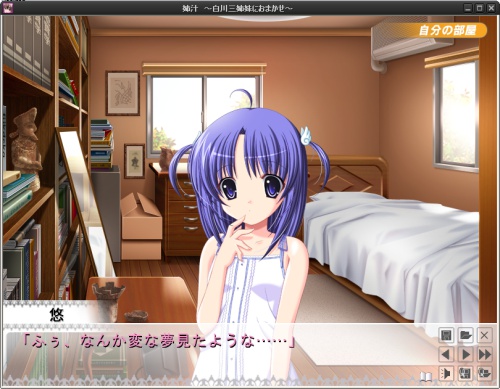 姉汁 ～白川三姉妹におまかせ～
自分の部屋
悠
「ふぅ、なんか変な夢見たような……」